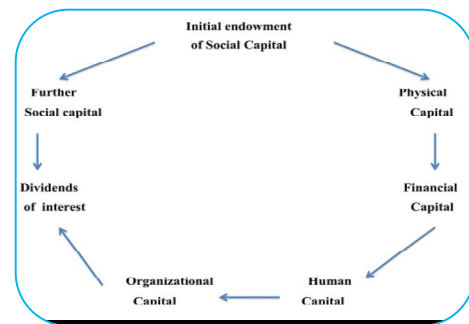 Initial endowment
of Social Capital
Further
Social capital
Physical
Capital
Dividends
of interest
Financial
Capital
Organizational
Capital
Human
Capital